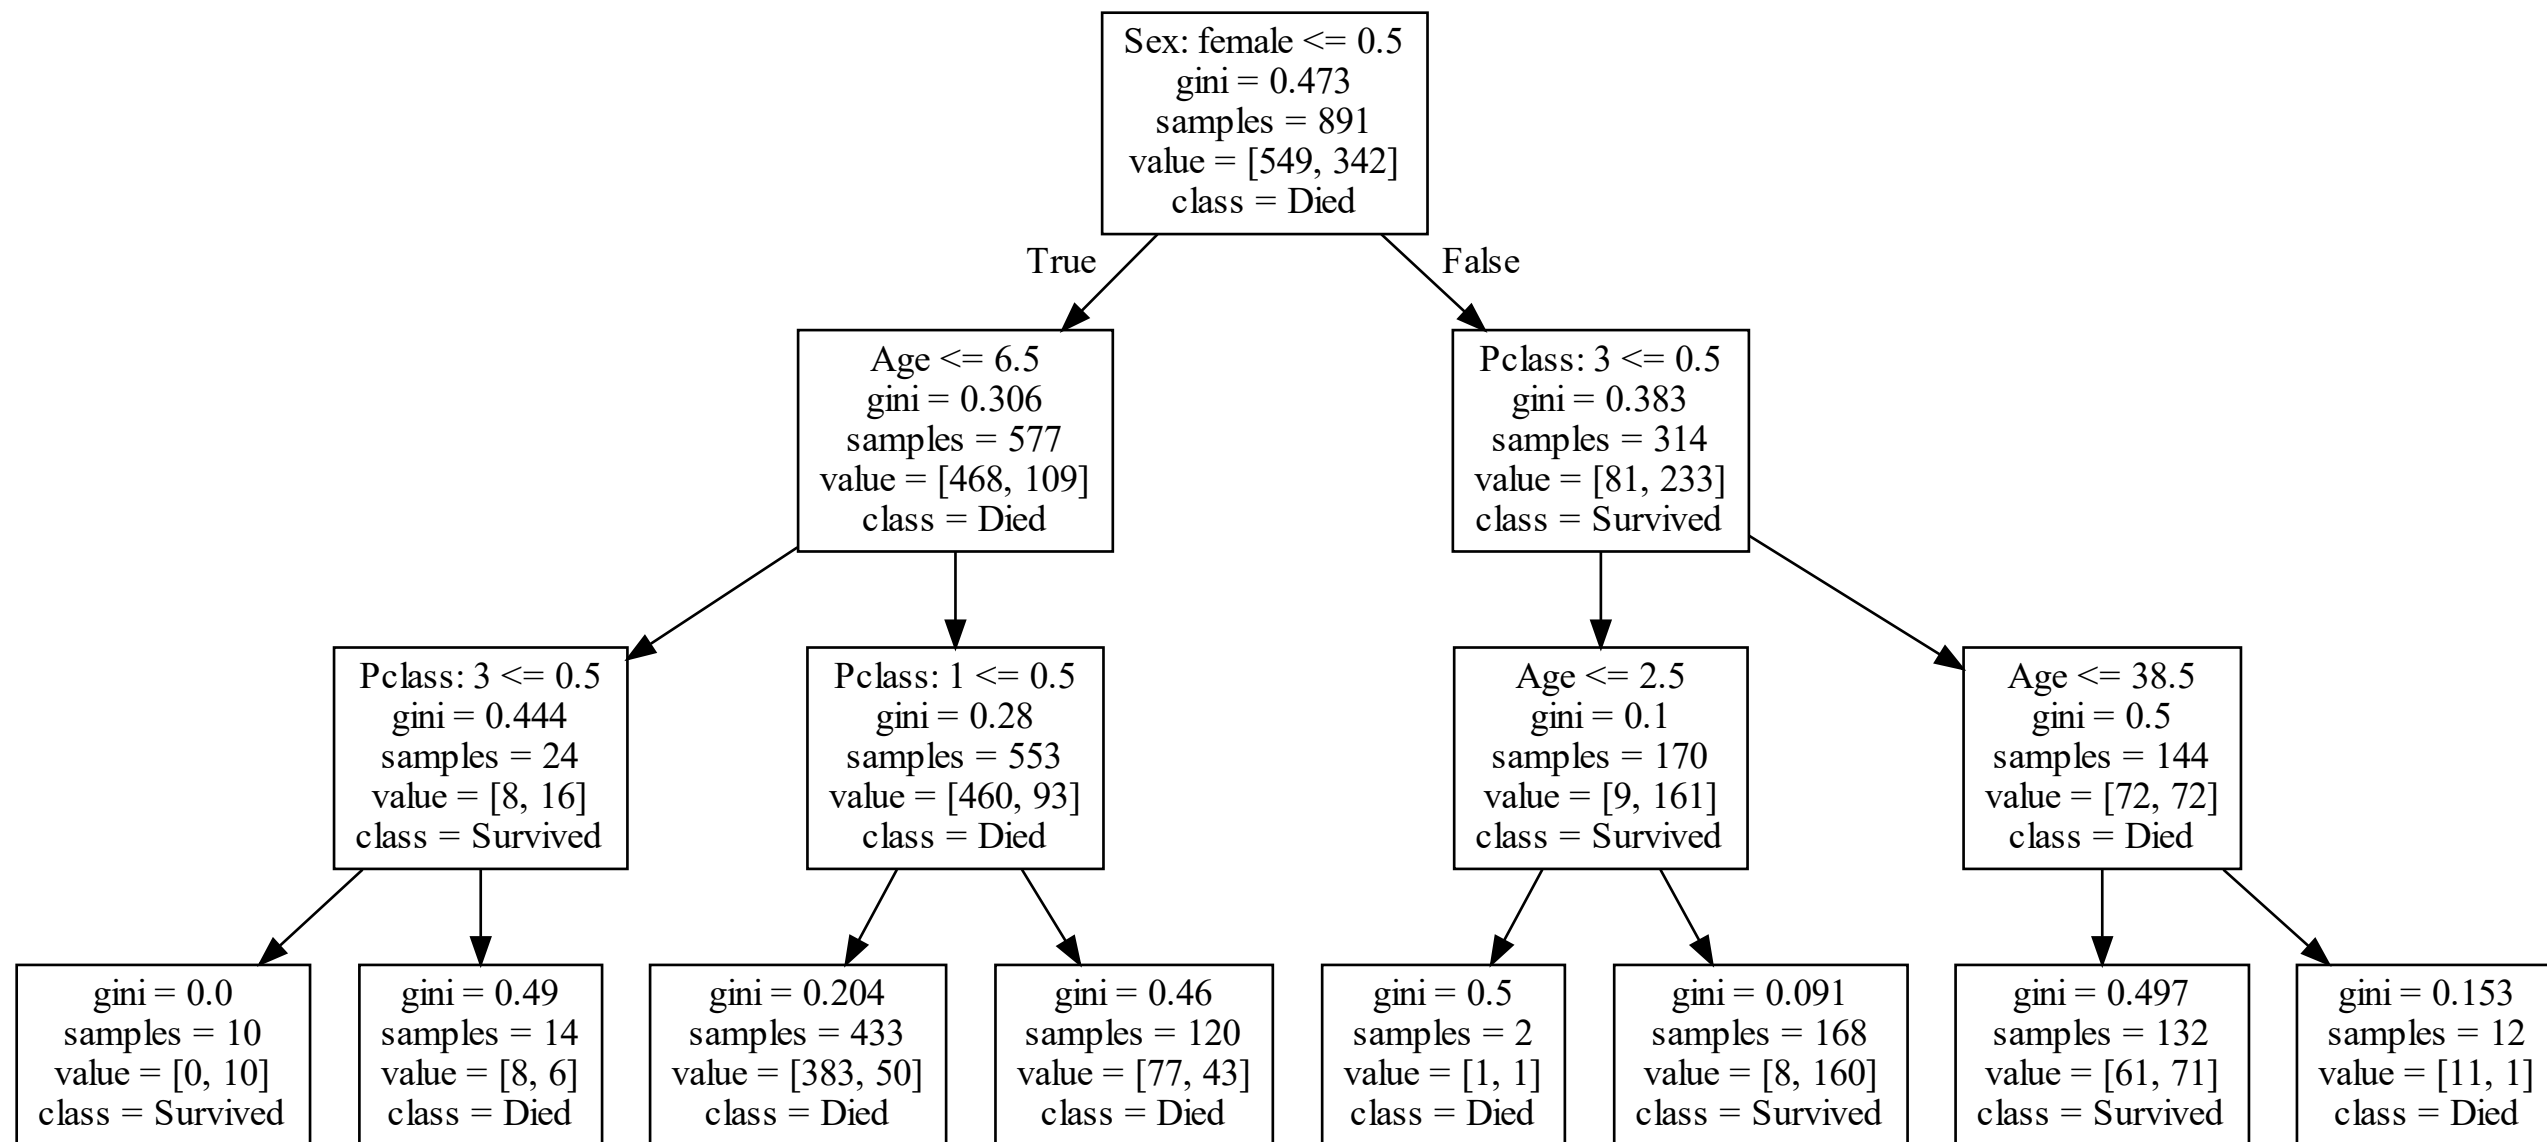 Sex: female <= 0.5
gini = 0.473
samples = 891
value = [549, 342]
class = Died
True
False
Age <= 6.5
gini = 0.306
samples = 577
value = [468, 109]
class = Died
Pclass: 3 <= 0.5
gini = 0.383
samples = 314
value = [81, 233]
class = Survived
Pclass: 3 <= 0.5
gini = 0.444
samples = 24
value = [8, 16]
class = Survived
Pclass: 1 <= 0.5
gini = 0.28
samples = 553
value = [460, 93]
class = Died
Age <= 2.5
gini = 0.1
samples = 170
value = [9, 161]
class = Survived
Age <= 38.5
gini = 0.5
samples = 144
value = [72, 72]
class = Died
gini = 0.0
samples = 10
value = [0, 10]
class = Survived
gini = 0.49
samples = 14
value = [8, 6]
class = Died
gini = 0.204
samples = 433
value = [383, 50]
class = Died
gini = 0.46
samples = 120
value = [77, 43]
class = Died
gini = 0.5
samples = 2
value = [1, 1]
class = Died
gini = 0.091
samples = 168
value = [8, 160]
class = Survived
gini = 0.497
samples = 132
value = [61, 71]
class = Survived
gini = 0.153
samples = 12
value = [11, 1]
class = Died